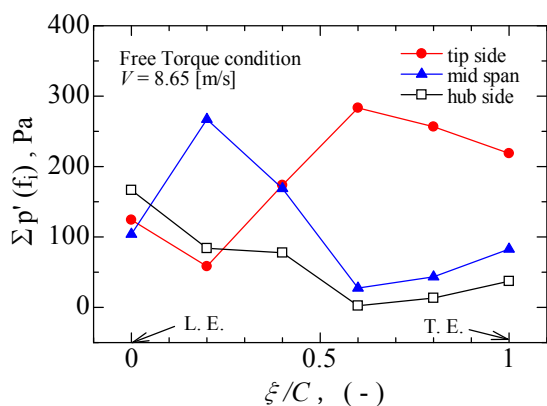 Free Torque condition
V = 8.65 [m/s]
tip side
mid span
hub side
400
300
200
100
0
Σp'(fᵢ) , Pa
L. E.
T. E.
0
0.5
1
ξ/C , (-)